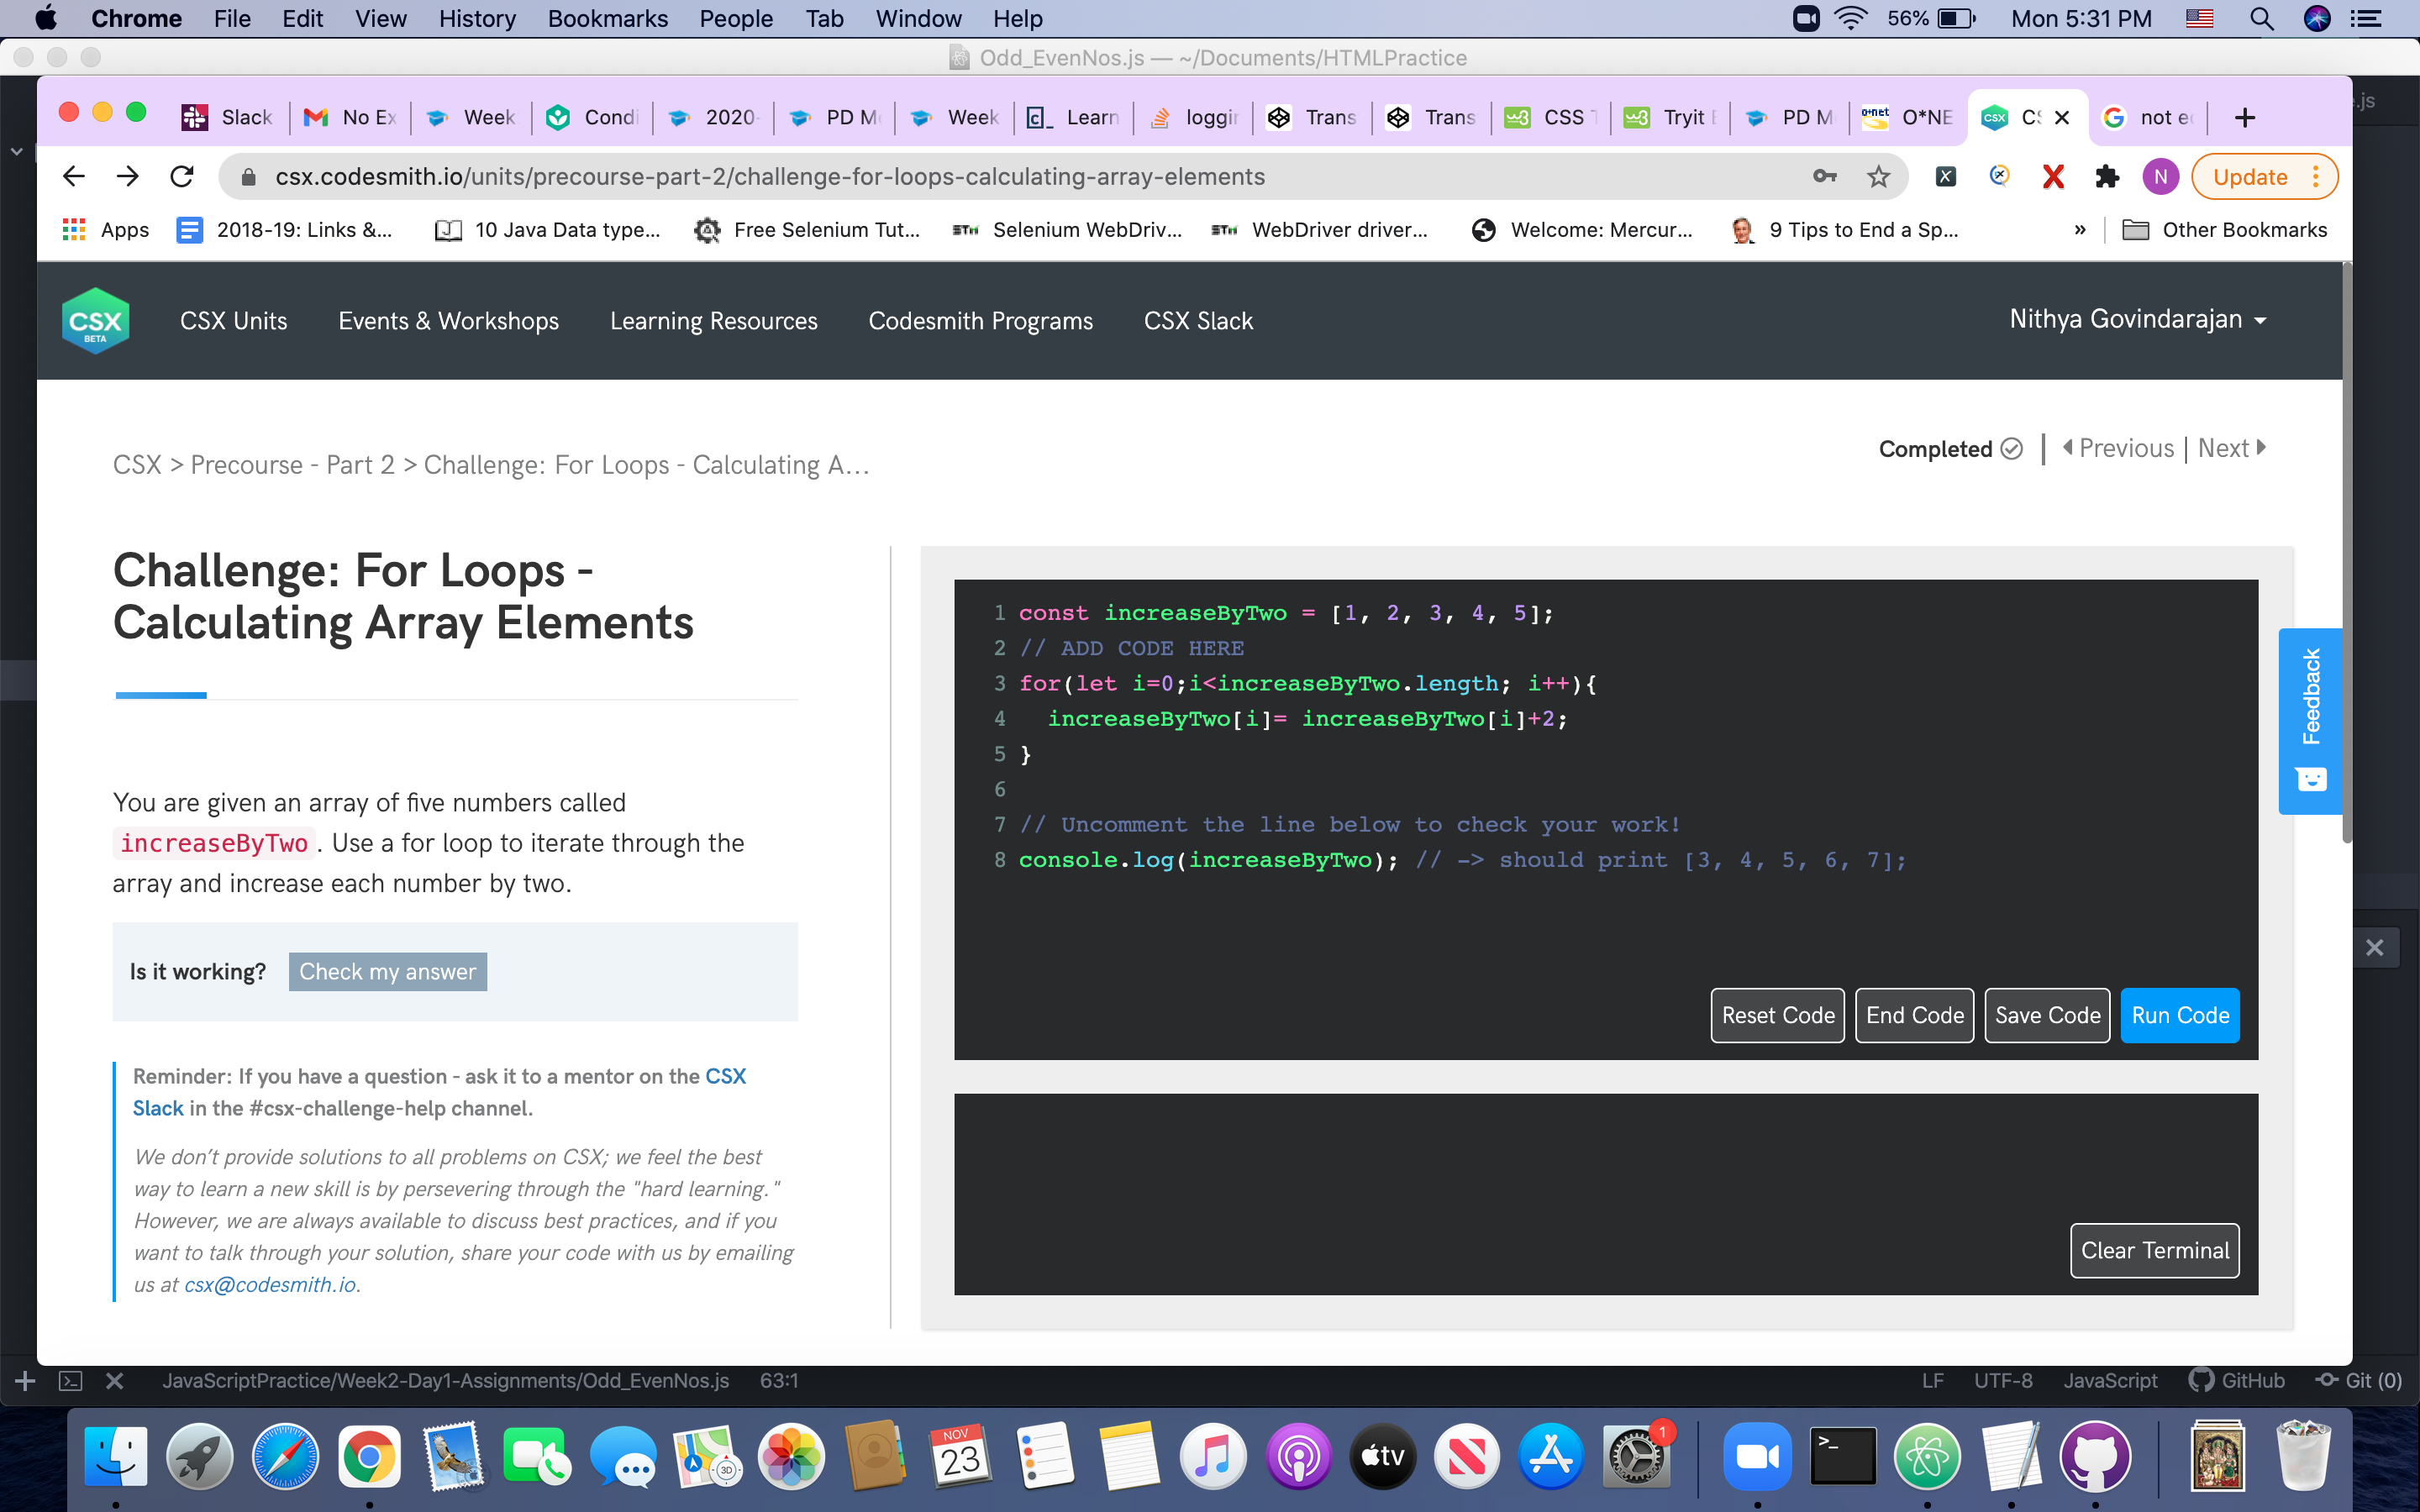 Chrome File Edit View History Bookmarks People Tab Window Help 56% Mon 5:31 PM
Odd_EvenNos.js — ~/Documents/HTMLPractice
Slack No Ex Week Condi 2020- PD Mo Week c[_ Learn loggin Trans Trans w3 CSS T w3 Tryit E PD M o*net O*NE CSX CS not e
.js
csx.codesmith.io/units/precourse-part-2/challenge-for-loops-calculating-array-elements X N Update
Apps 2018-19: Links &... 10 Java Data type... Free Selenium Tut... STH Selenium WebDriv... STH WebDriver driver... Welcome: Mercur... 9 Tips to End a Sp... » Other Bookmarks
CSX BETA CSX Units Events & Workshops Learning Resources Codesmith Programs CSX Slack Nithya Govindarajan
CSX > Precourse - Part 2 > Challenge: For Loops - Calculating A...
Completed | Previous | Next
Challenge: For Loops -
Calculating Array Elements
You are given an array of five numbers called
increaseByTwo . Use a for loop to iterate through the
array and increase each number by two.
Is it working? Check my answer
Reminder: If you have a question - ask it to a mentor on the CSX
Slack in the #csx-challenge-help channel.
We don't provide solutions to all problems on CSX; we feel the best
way to learn a new skill is by persevering through the "hard learning."
However, we are always available to discuss best practices, and if you
want to talk through your solution, share your code with us by emailing
us at csx@codesmith.io.
1 const increaseByTwo = [1, 2, 3, 4, 5];
2 // ADD CODE HERE
3 for(let i=0;i<increaseByTwo.length; i++){
4 increaseByTwo[i]= increaseByTwo[i]+2;
5 }
6
7 // Uncomment the line below to check your work!
8 console.log(increaseByTwo); // -> should print [3, 4, 5, 6, 7];
Reset Code End Code Save Code Run Code
Clear Terminal
Feedback
JavaScriptPractice/Week2-Day1-Assignments/Odd_EvenNos.js 63:1 LF UTF-8 JavaScript GitHub Git (0)
3D NOV 23 tv 1 >_